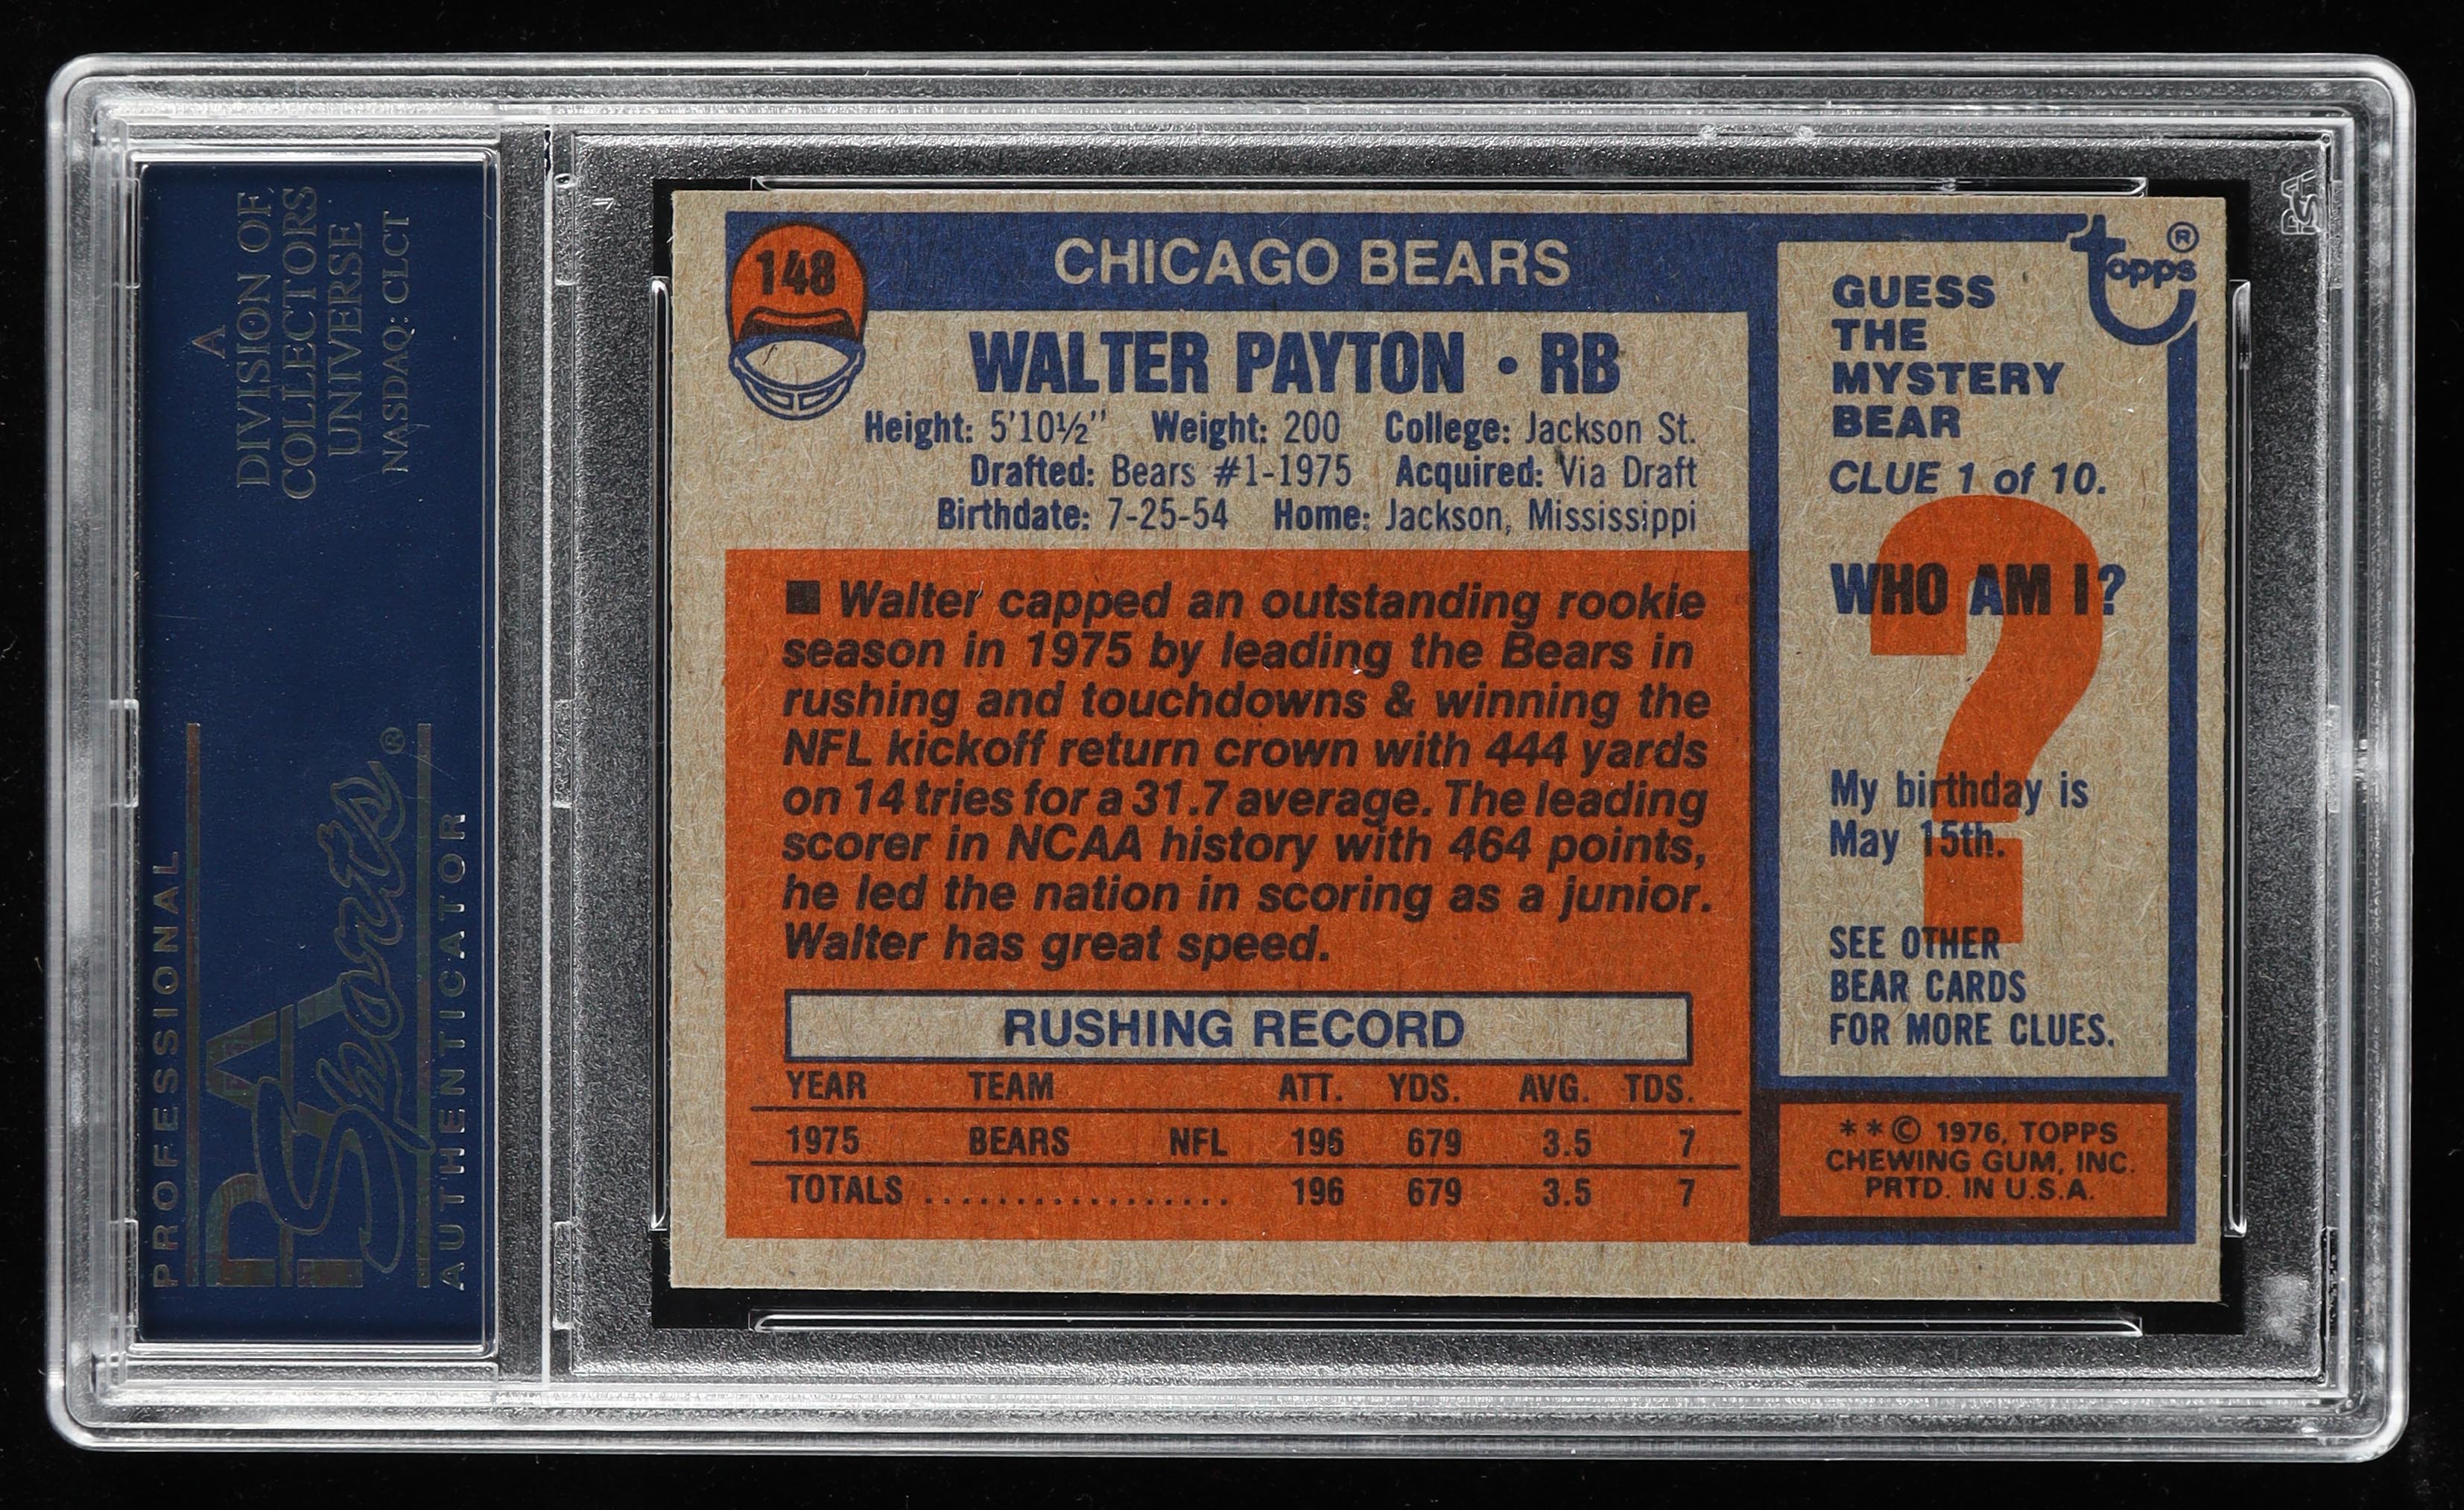 A
DIVISION OF
COLLECTORS
UNIVERSE
NASDAQ: CLCT
PROFESSIONAL
PSA
Sports®
AUTHENTICATOR
148
CHICAGO BEARS
WALTER PAYTON • RB
Height: 5'10½" Weight: 200 College: Jackson St.
Drafted: Bears #1-1975 Acquired: Via Draft
Birthdate: 7-25-54 Home: Jackson, Mississippi
■ Walter capped an outstanding rookie
season in 1975 by leading the Bears in
rushing and touchdowns & winning the
NFL kickoff return crown with 444 yards
on 14 tries for a 31.7 average. The leading
scorer in NCAA history with 464 points,
he led the nation in scoring as a junior.
Walter has great speed.
RUSHING RECORD
YEAR TEAM ATT. YDS. AVG. TDS.
1975 BEARS NFL 196 679 3.5 7
TOTALS .................. 196 679 3.5 7
topps®
GUESS
THE
MYSTERY
BEAR
CLUE 1 of 10.
?
WHO AM I?
My birthday is
May 15th.
SEE OTHER
BEAR CARDS
FOR MORE CLUES.
**© 1976, TOPPS
CHEWING GUM, INC.
PRTD. IN U.S.A.
PSA